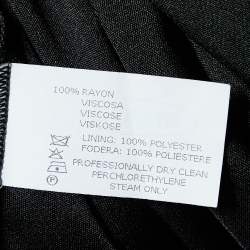 100% RAYON
VISCOSA
VISCOSE
VISKOSE
LINING: 100% POLYESTER
FODERA: 100% POLIESTERE
PROFESSIONALLY DRY CLEAN
PERCHLORETHYLENE
STEAM ONLY